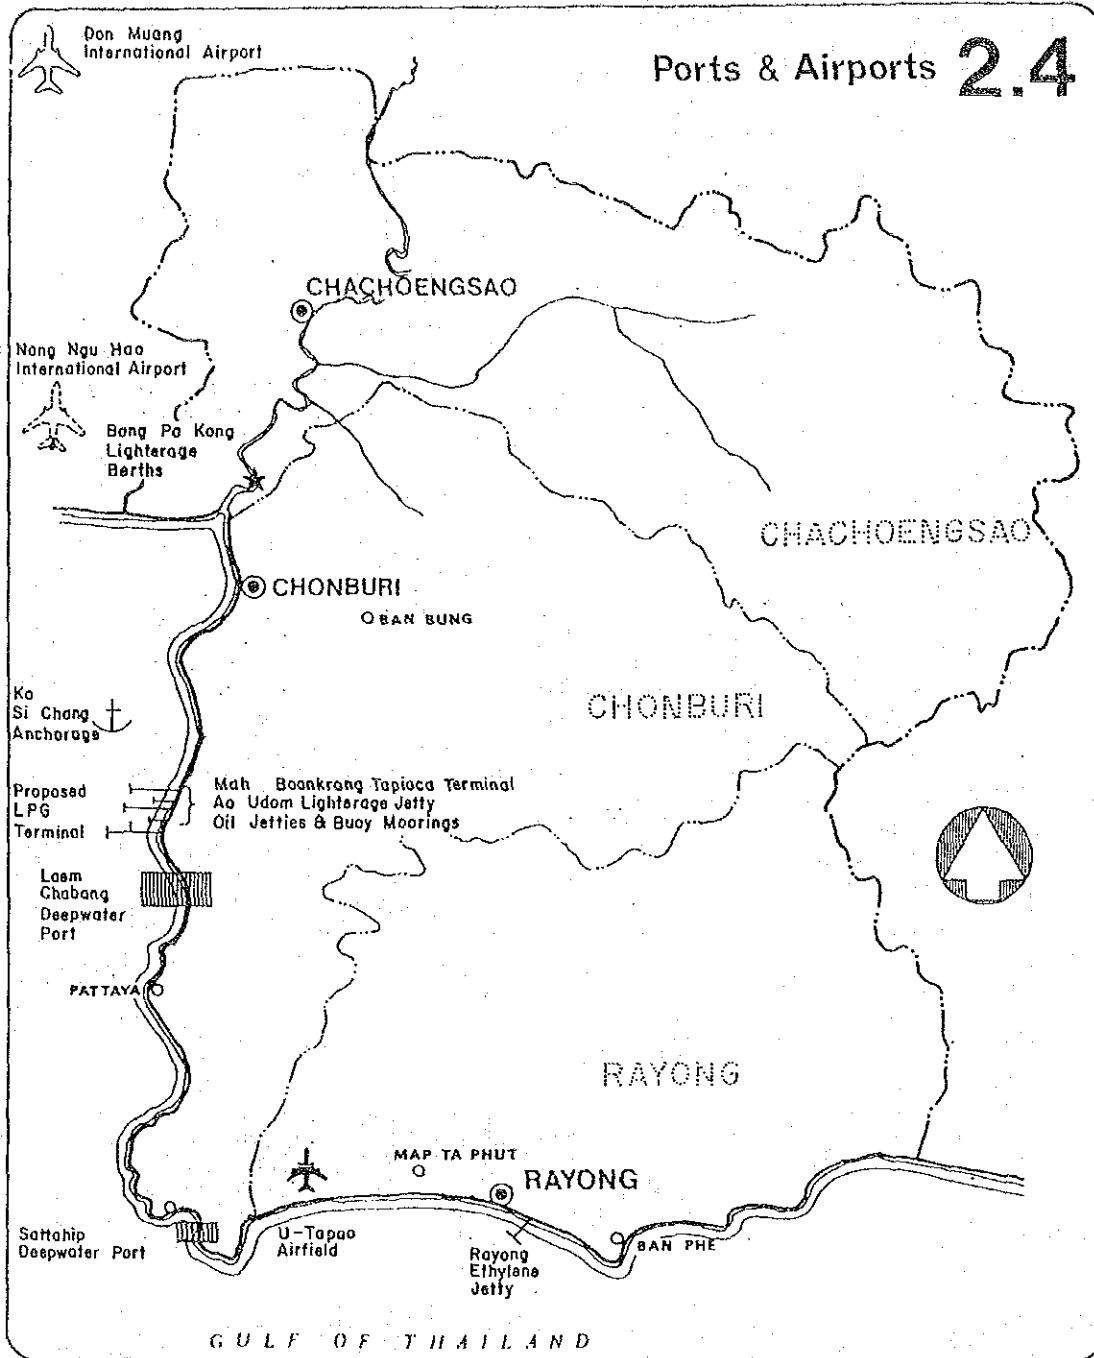 Don Muang
International Airport
Ports & Airports 2.4
CHACHOENGSAO
Nong Ngu Hao
International Airport
Bang Pa Kong
Lighterage
Berths
CHACHOENGSAO
CHONBURI
BAN BUNG
CHONBURI
Ko
Si Chang
Anchorage
Proposed
LPG
Terminal
Mah Boonkrong Tapioca Terminal
Ao Udom Lighterage Jetty
Oil Jetties & Buoy Moorings
Laem
Chabang
Deepwater
Port
PATTAYA
RAYONG
MAP TA PHUT
RAYONG
Sattahip
Deepwater Port
U-Tapao
Airfield
Rayong
Ethylene
Jetty
BAN PHE
GULF OF THAILAND